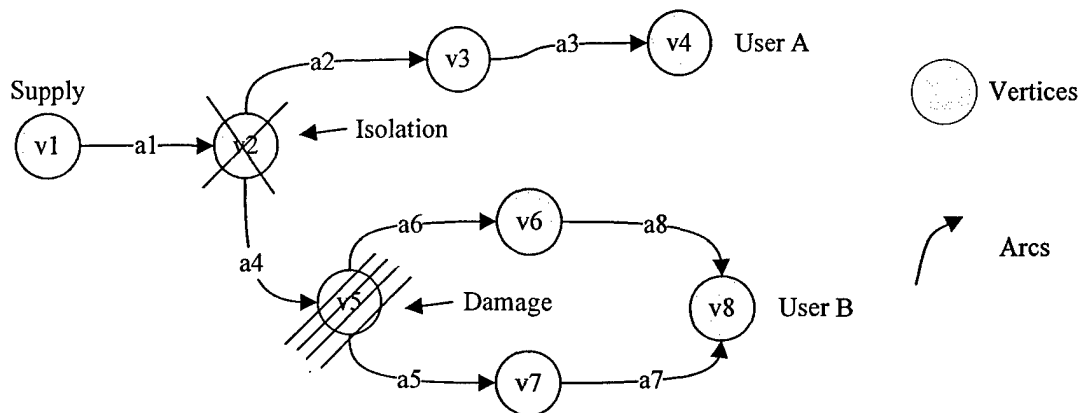 a2
v3
a3
v4
User A
Supply
Vertices
v1
a1
v2
Isolation
a6
v6
a8
a4
Arcs
v5
Damage
v8
User B
a5
v7
a7